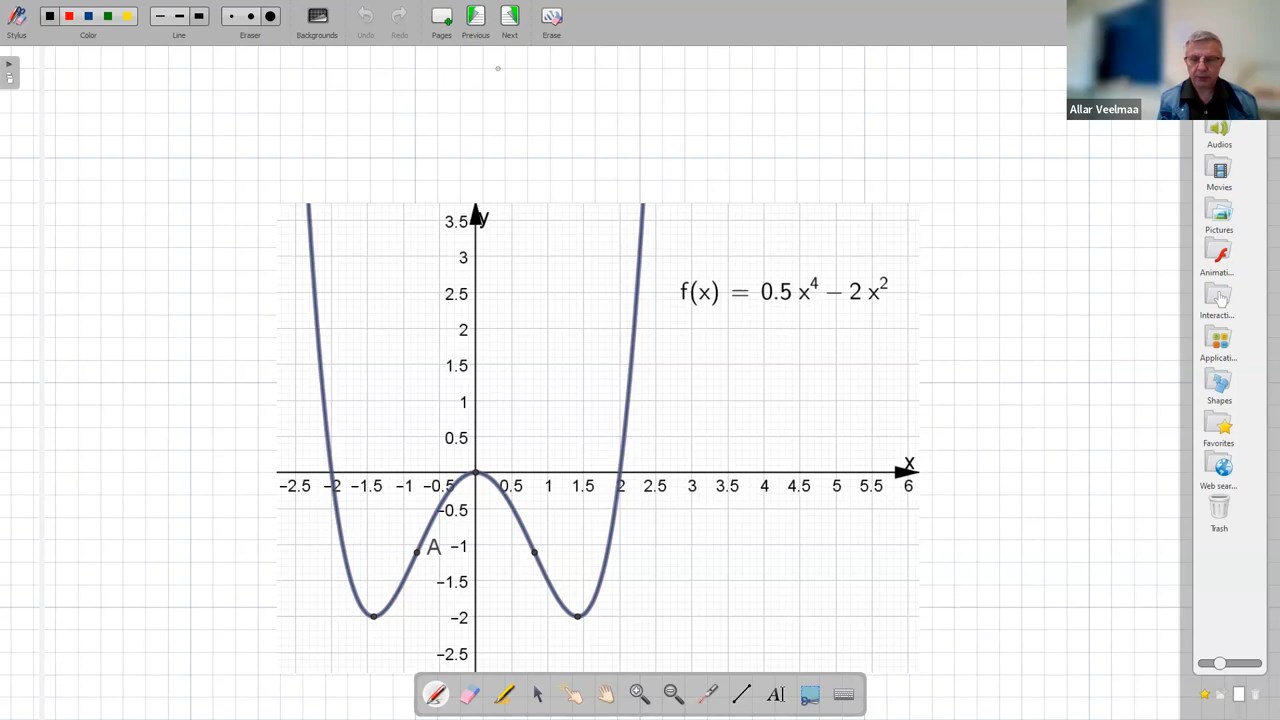 Stylus
Color
Line
Eraser
Backgrounds
Undo
Redo
Pages
Previous
Next
Erase
Allar Veelmaa
Audios
Movies
Pictures
Animati...
Interacti...
Applicati...
Shapes
Favorites
Web sear...
Trash
y
3.5
3
2.5
2
1.5
1
0.5
f(x) = 0.5 x⁴ − 2 x²
x
−2.5 −2 −1.5 −1 −0.5 0 0.5 1 1.5 2 2.5 3 3.5 4 4.5 5 5.5 6
−0.5
A
−1
−1.5
−2
−2.5
AI